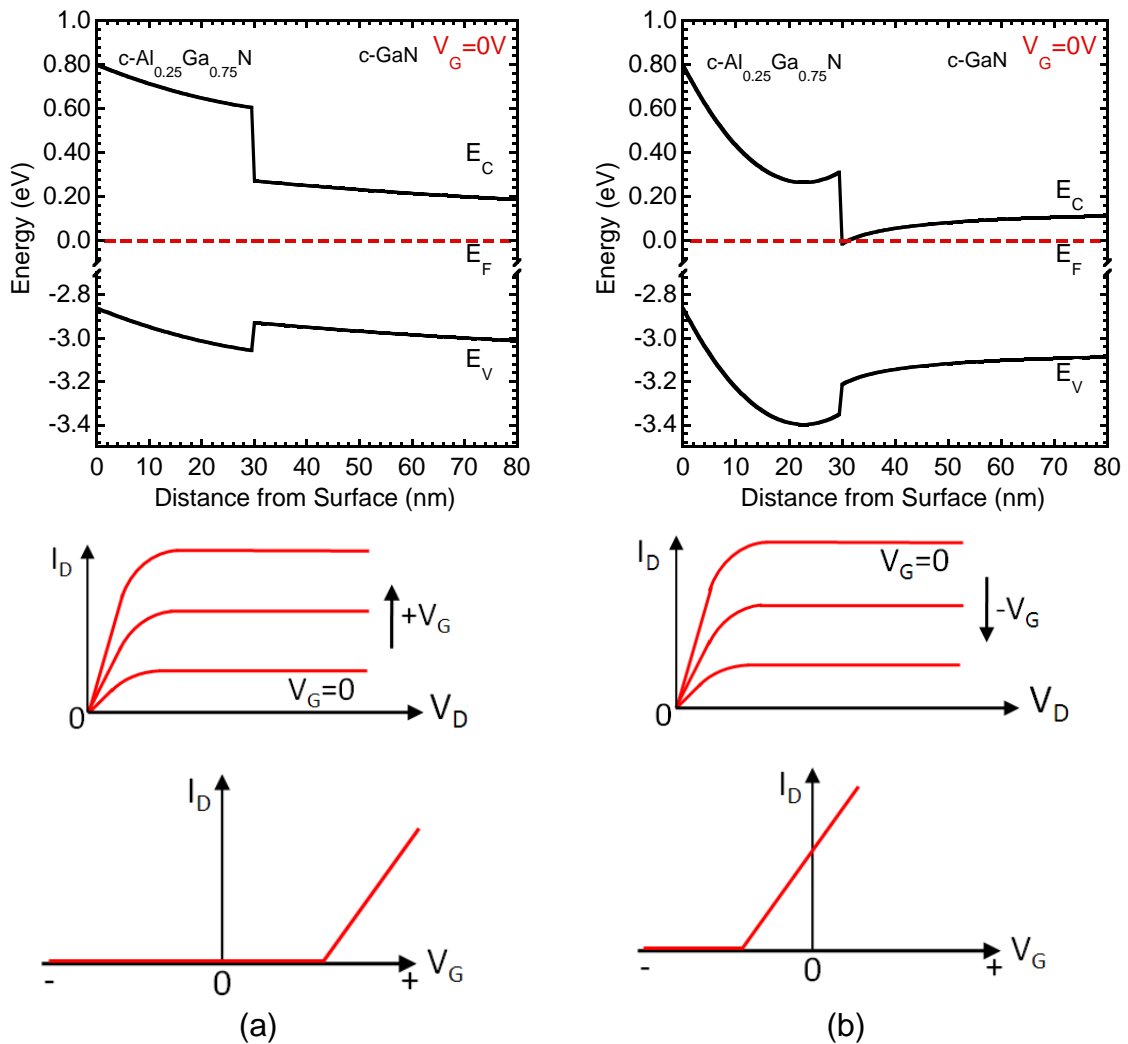 1.0
0.80
0.60
0.40
0.20
0.0
-2.8
-3.0
-3.2
-3.4
Energy (eV)
c-Al0.25Ga0.75N
c-GaN
VG=0V
EC
EF
EV
0 10 20 30 40 50 60 70 80
Distance from Surface (nm)
1.0
0.80
0.60
0.40
0.20
0.0
-2.8
-3.0
-3.2
-3.4
Energy (eV)
c-Al0.25Ga0.75N
c-GaN
VG=0V
EC
EF
EV
0 10 20 30 40 50 60 70 80
Distance from Surface (nm)
ID
+VG
VG=0
0
VD
ID
VG=0
-VG
0
VD
ID
- 0 + VG
ID
- 0 + VG
(a)
(b)